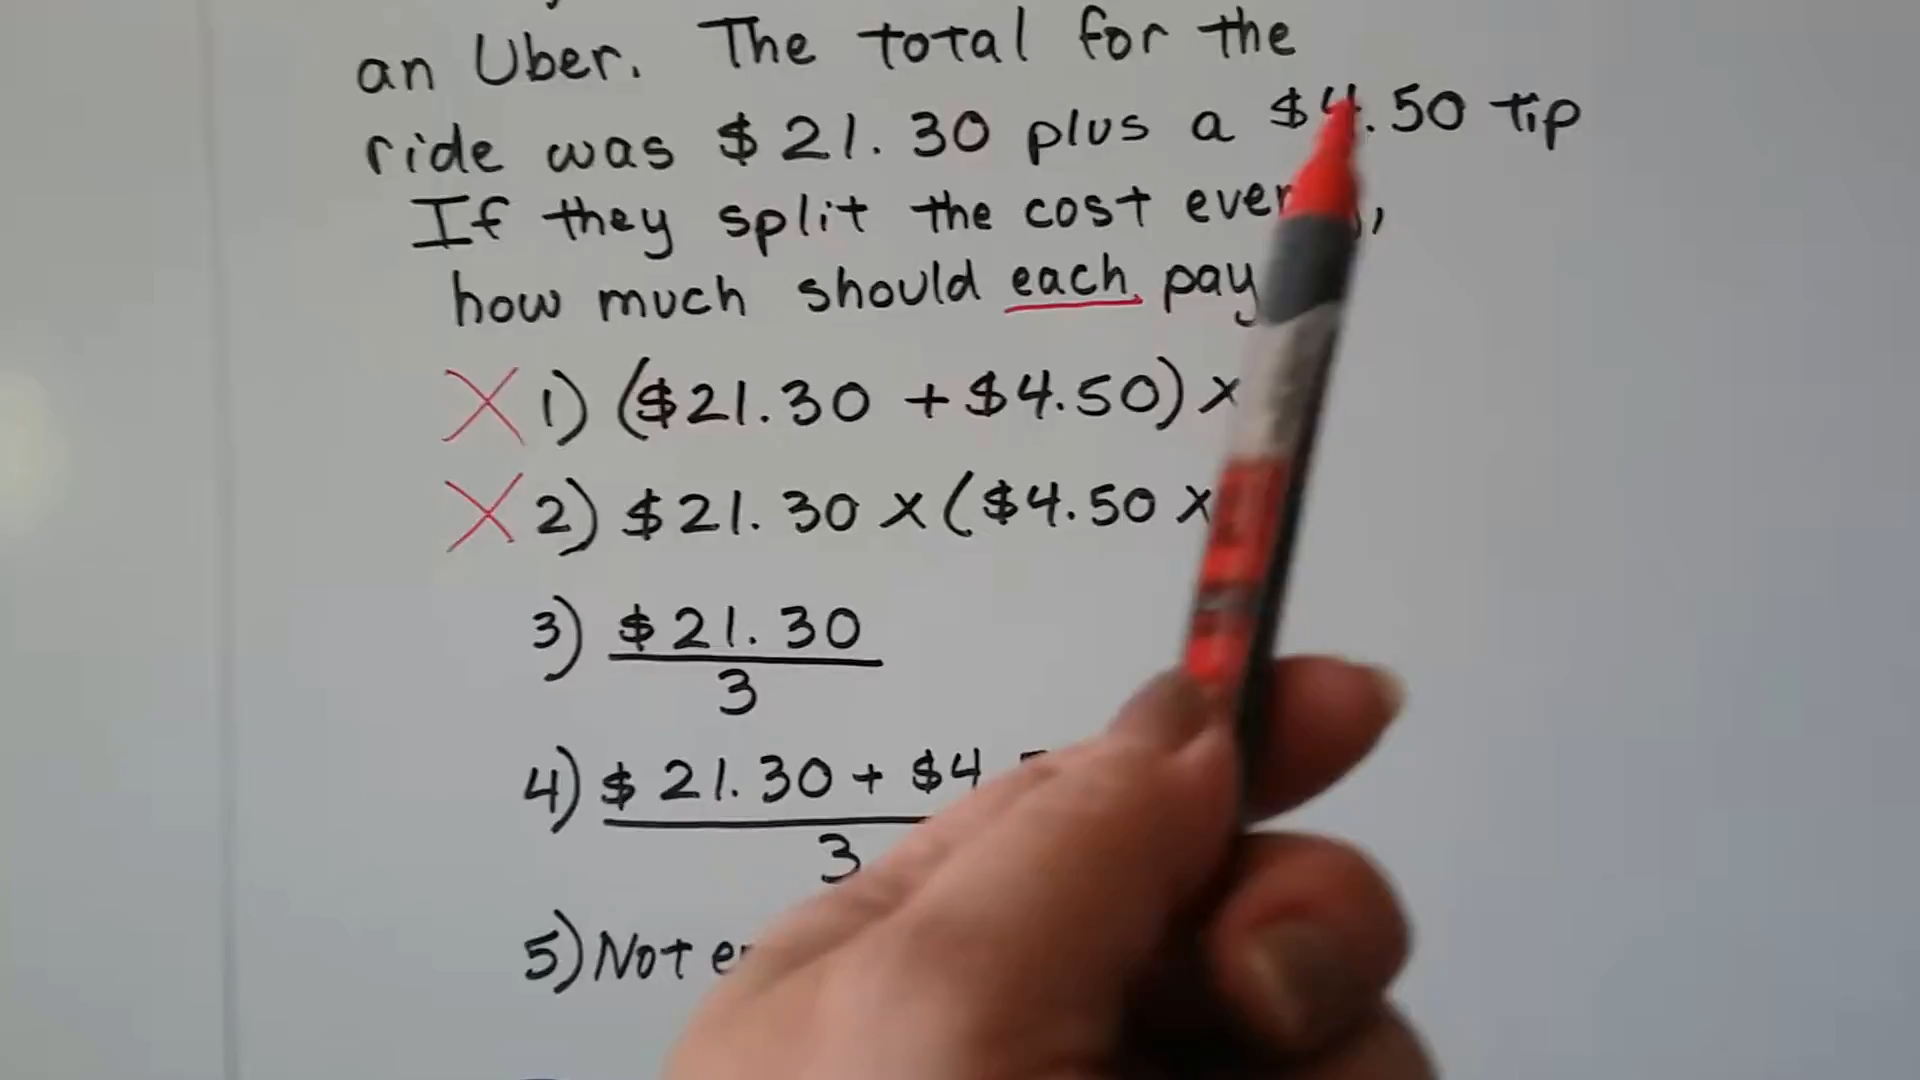 an Uber. The total for the
ride was $21.30 plus a $4.50 tip
If they split the cost
how much should each pay
X 1) ($21.30 + $4.50) x
X 2) $21.30 x ($4.50 x
3) $21.30
3
4) $21.30 + $4
3
5) Not